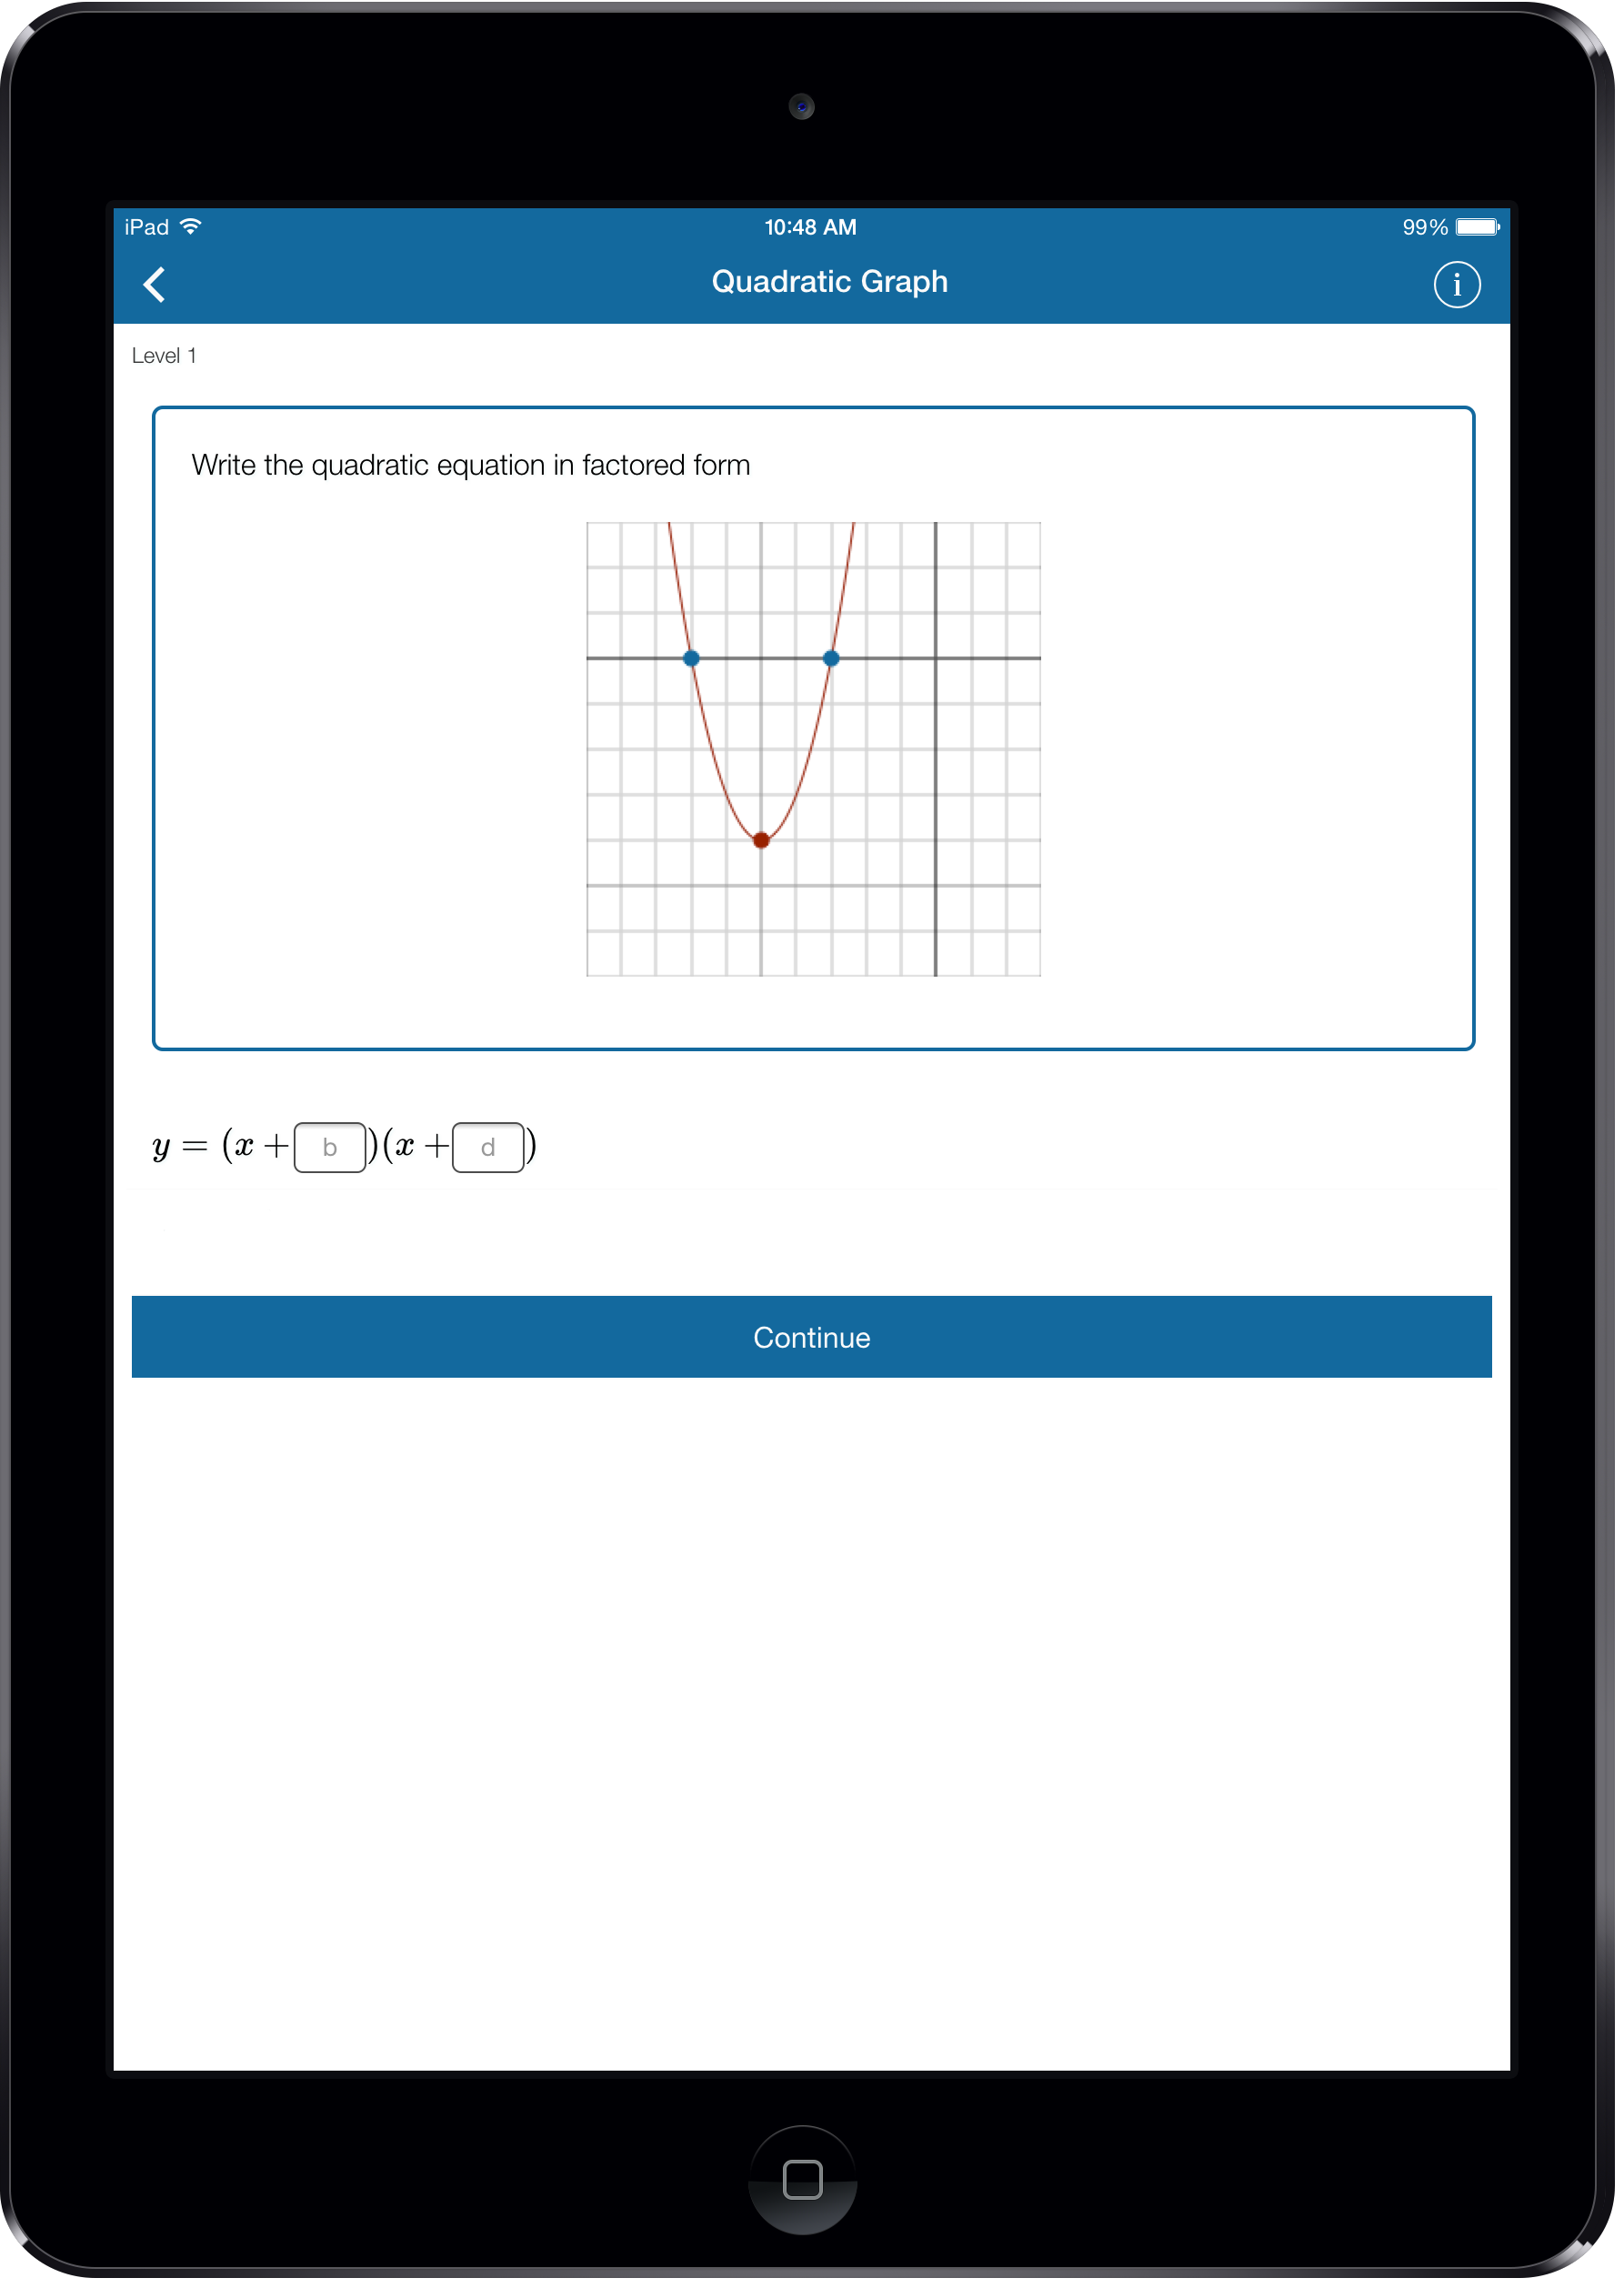 iPad 10:48 AM 99%
Quadratic Graph i
Level 1
Write the quadratic equation in factored form
y = (x + b)(x + d)
Continue